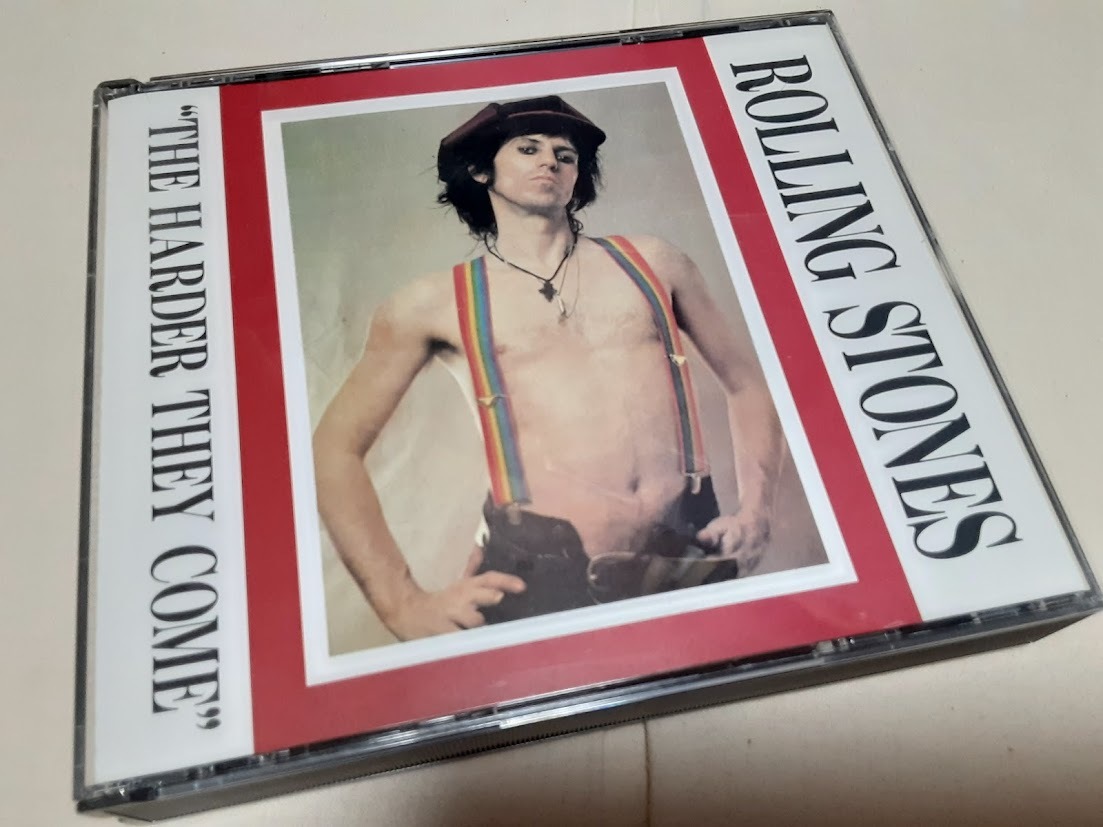 ROLLING STONES
“THE HARDER THEY COME”